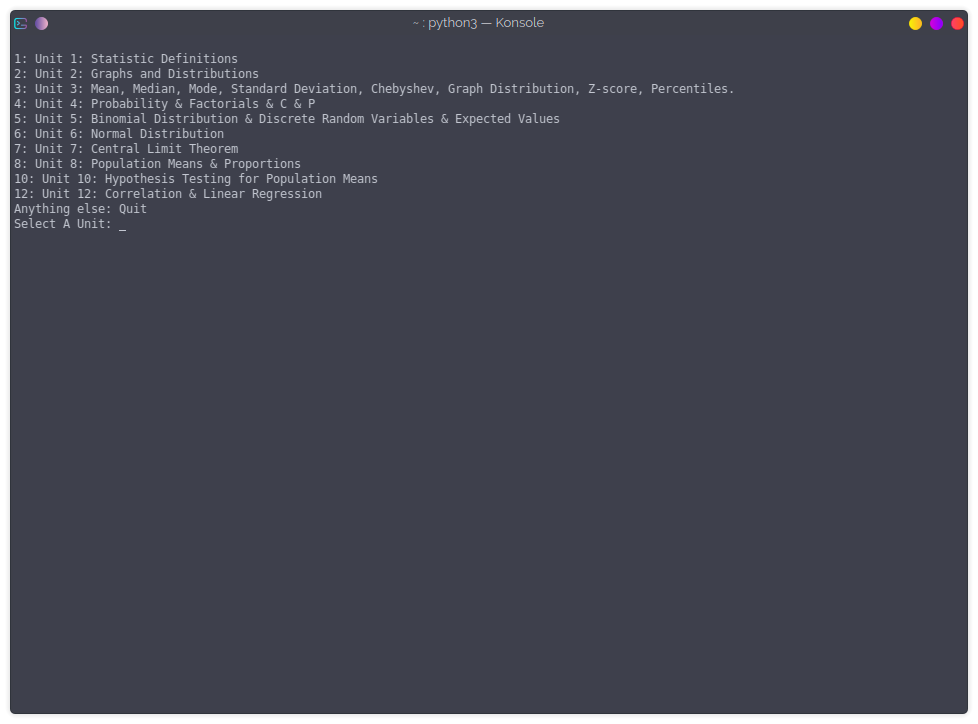 ~ : python3 — Konsole
1: Unit 1: Statistic Definitions
2: Unit 2: Graphs and Distributions
3: Unit 3: Mean, Median, Mode, Standard Deviation, Chebyshev, Graph Distribution, Z-score, Percentiles.
4: Unit 4: Probability & Factorials & C & P
5: Unit 5: Binomial Distribution & Discrete Random Variables & Expected Values
6: Unit 6: Normal Distribution
7: Unit 7: Central Limit Theorem
8: Unit 8: Population Means & Proportions
10: Unit 10: Hypothesis Testing for Population Means
12: Unit 12: Correlation & Linear Regression
Anything else: Quit
Select A Unit: _